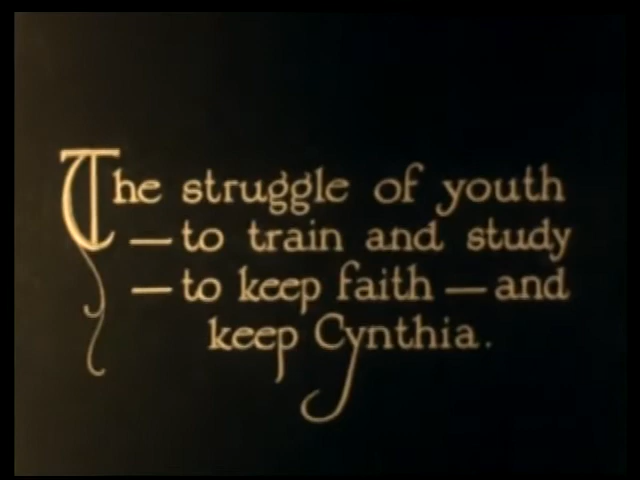 The struggle of youth
—to train and study
—to keep faith—and
keep Cynthia.